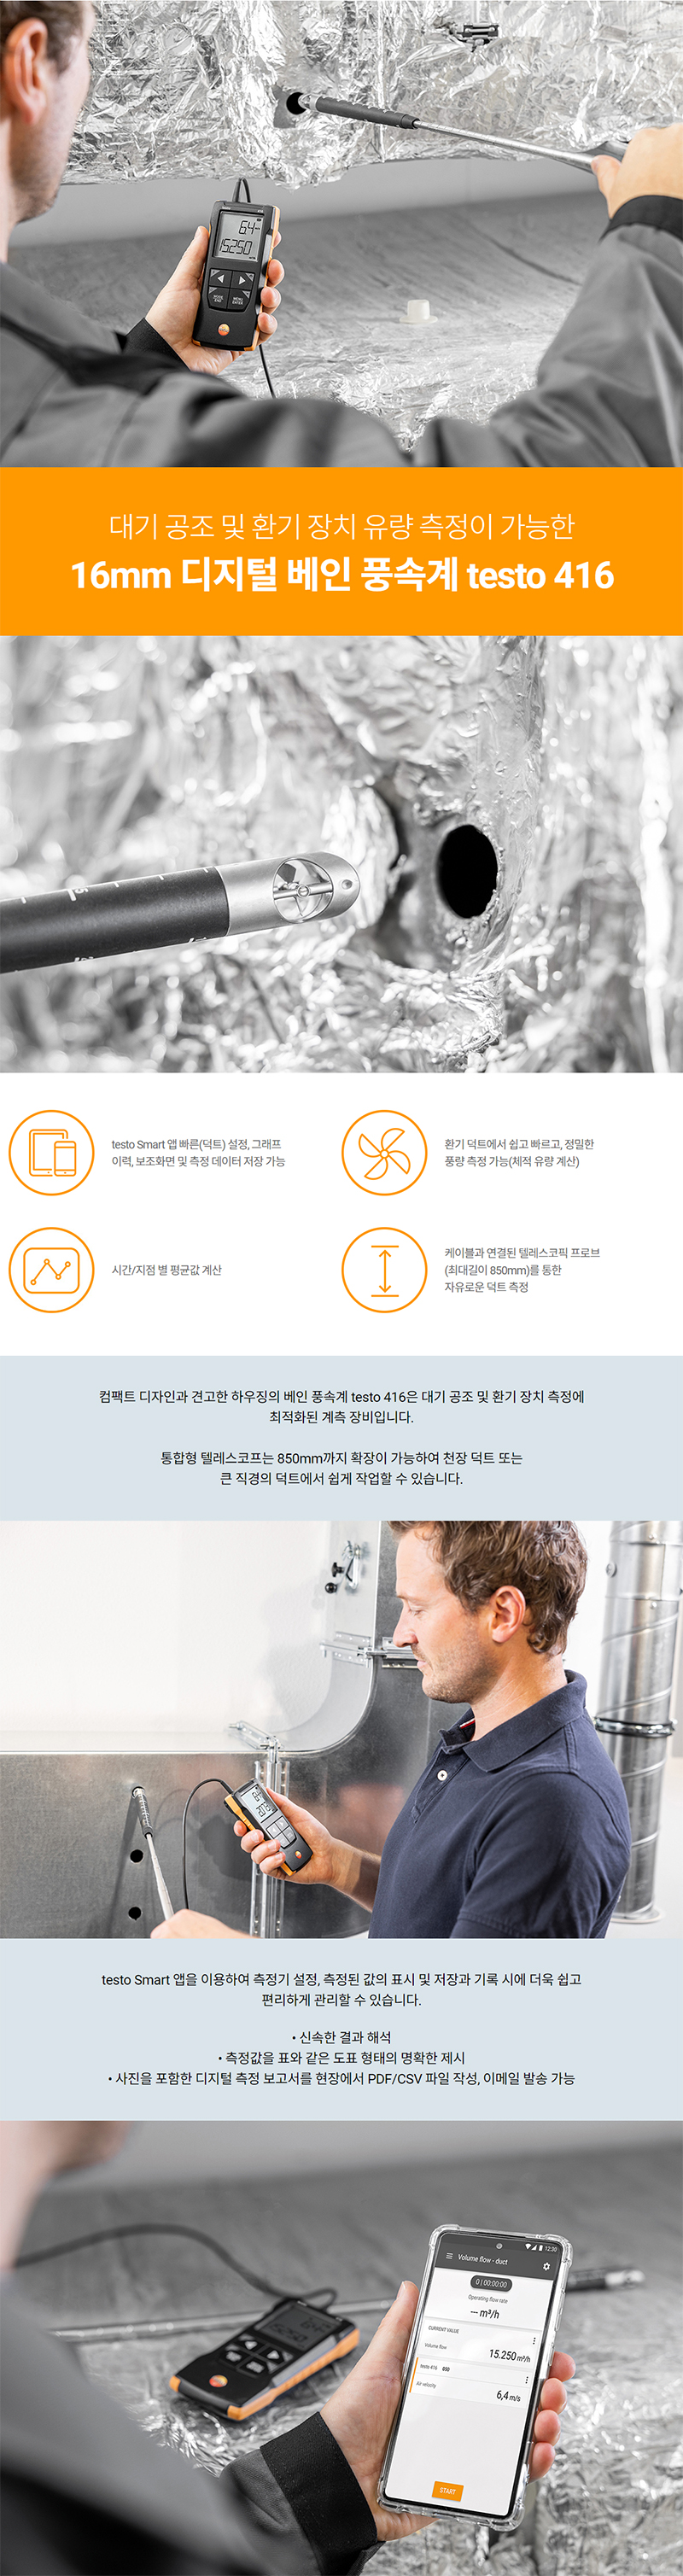 6.4
15250
MODE
END
MENU
ENTER
testo
대기 공조 및 환기 장치 유량 측정이 가능한
16mm 디지털 베인 풍속계 testo 416
testo Smart 앱 빠른(덕트) 설정, 그래프
이력, 보조화면 및 측정 데이터 저장 가능
환기 덕트에서 쉽고 빠르고, 정밀한
풍량 측정 가능(체적 유량 계산)
시간/지점 별 평균값 계산
케이블과 연결된 텔레스코픽 프로브
(최대길이 850mm)를 통한
자유로운 덕트 측정
컴팩트 디자인과 견고한 하우징의 베인 풍속계 testo 416은 대기 공조 및 환기 장치 측정에
최적화된 계측 장비입니다.
통합형 텔레스코프는 850mm까지 확장이 가능하여 천장 덕트 또는
큰 직경의 덕트에서 쉽게 작업할 수 있습니다.
testo Smart 앱을 이용하여 측정기 설정, 측정된 값의 표시 및 저장과 기록 시에 더욱 쉽고
편리하게 관리할 수 있습니다.
• 신속한 결과 해석
• 측정값을 표와 같은 도표 형태의 명확한 제시
• 사진을 포함한 디지털 측정 보고서를 현장에서 PDF/CSV 파일 작성, 이메일 발송 가능
12:30
Volume flow - duct
0 | 00:00:00
Operating flow rate
--- m³/h
CURRENT VALUE
Volume flow
15.250 m³/h
testo 416 050
Air velocity
6,4 m/s
START